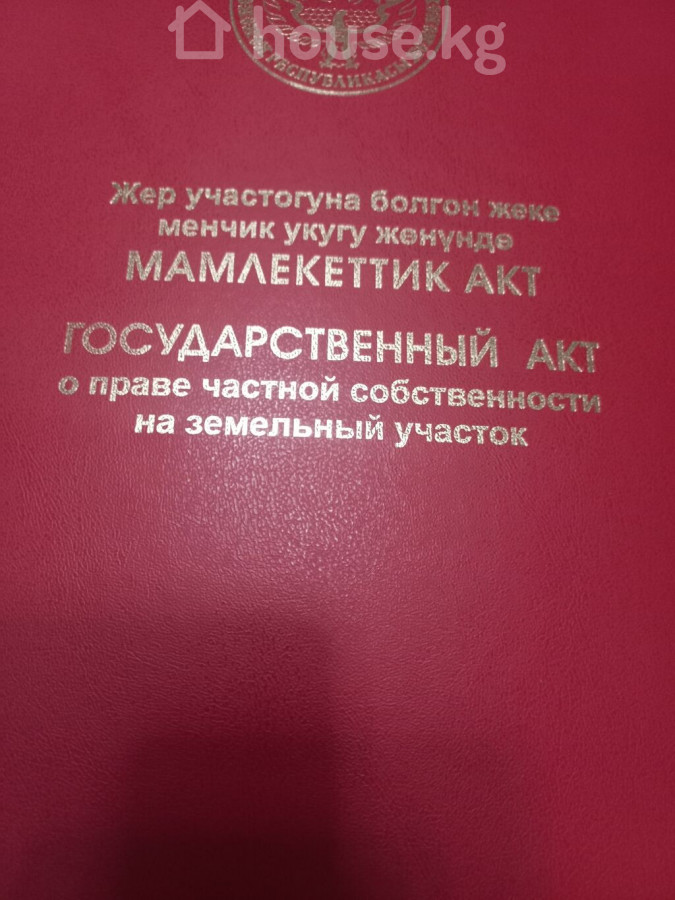 house.kg
РЕСПУБЛИКАСЫ
Жер участогуна болгон жеке
менчик укугу жөнүндө
МАМЛЕКЕТТИК АКТ
ГОСУДАРСТВЕННЫЙ АКТ
о праве частной собственности
на земельный участок